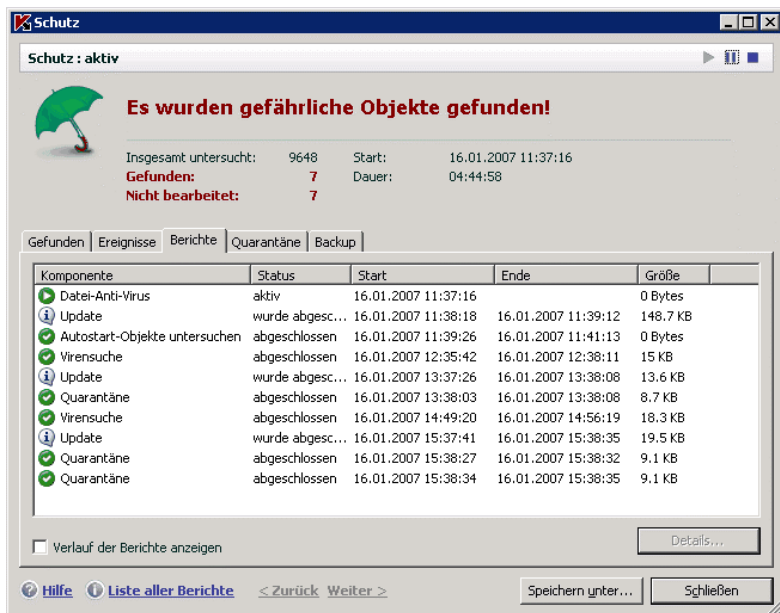 Schutz
Schutz : aktiv
Es wurden gefährliche Objekte gefunden!
Insgesamt untersucht: 9648 Start: 16.01.2007 11:37:16
Gefunden: 7 Dauer: 04:44:58
Nicht bearbeitet: 7
Gefunden Ereignisse Berichte Quarantäne Backup
Komponente Status Start Ende Größe
Datei-Anti-Virus aktiv 16.01.2007 11:37:16 0 Bytes
Update wurde abgesc... 16.01.2007 11:38:18 16.01.2007 11:39:12 148.7 KB
Autostart-Objekte untersuchen abgeschlossen 16.01.2007 11:39:26 16.01.2007 11:41:13 0 Bytes
Virensuche abgeschlossen 16.01.2007 12:35:42 16.01.2007 12:38:11 15 KB
Update wurde abgesc... 16.01.2007 13:37:26 16.01.2007 13:38:08 13.6 KB
Quarantäne abgeschlossen 16.01.2007 13:38:03 16.01.2007 13:38:08 8.7 KB
Virensuche abgeschlossen 16.01.2007 14:49:20 16.01.2007 14:56:19 18.3 KB
Update wurde abgesc... 16.01.2007 15:37:41 16.01.2007 15:38:35 19.5 KB
Quarantäne abgeschlossen 16.01.2007 15:38:27 16.01.2007 15:38:32 9.1 KB
Quarantäne abgeschlossen 16.01.2007 15:38:34 16.01.2007 15:38:35 9.1 KB
Verlauf der Berichte anzeigen
Details...
Hilfe Liste aller Berichte < Zurück Weiter > Speichern unter... Schließen